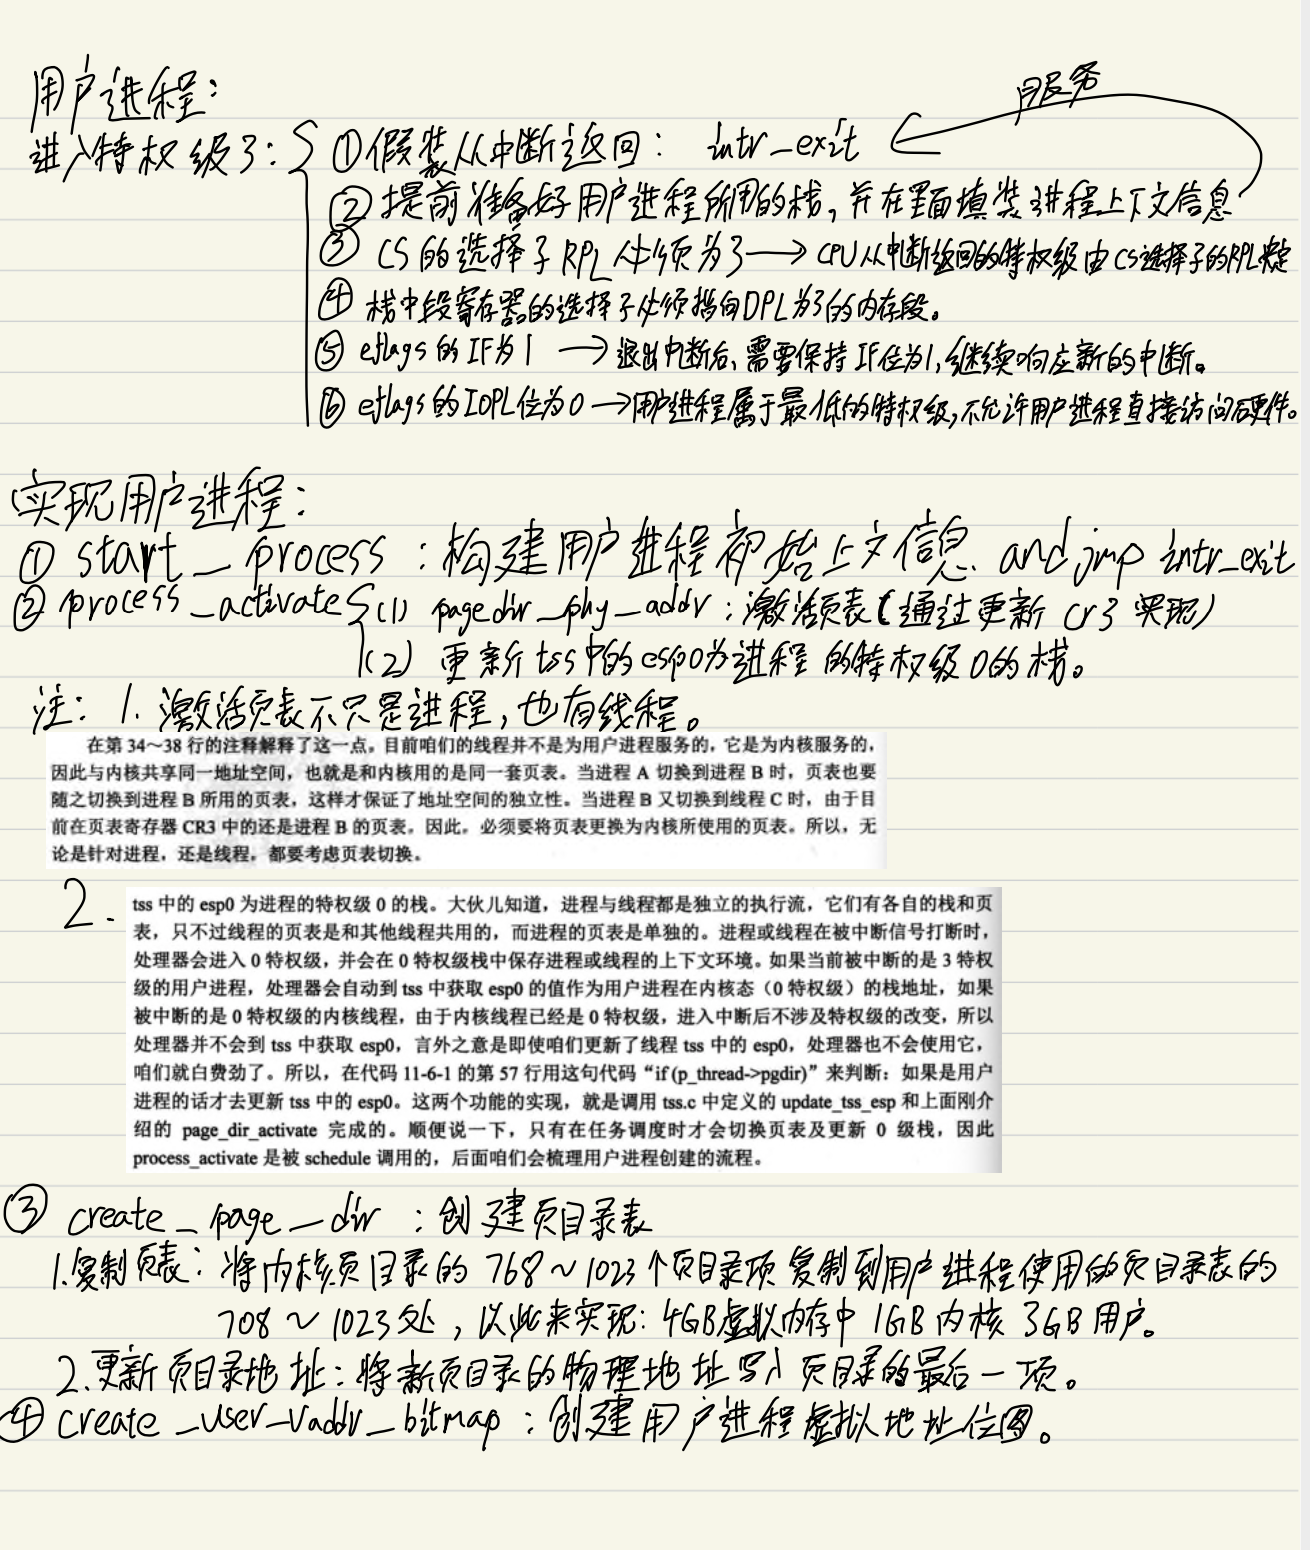 用户进程：
服务
进入特权级3：①假装从中断返回： intr_exit
②提前准备好用户进程所用的栈，并在里面填装进程上下文信息
③ CS的选择子RPL必须为3→CPU从中断返回的特权级由CS选择子的RPL决定
④ 栈中段寄存器的选择子必须指向DPL为3的内存段。
⑤ eflags的IF为1 → 退出中断后，需要保持IF位为1，继续响应新的中断。
⑥ eflags的IOPL位为0→用户进程属于最低的特权级，不允许用户进程直接访问硬件。
实现用户进程：
① start_process：构建用户进程初始上文信息 and jmp intr_exit
② process_activate (1) pagedir_phy_addr：激活页表（通过更新 cr3 实现）
(2) 更新tss中的esp0为进程的特权级0的栈。
注： 1. 激活页表不只是进程，也有线程。
在第 34～38 行的注释解释了这一点，目前咱们的线程并不是为用户进程服务的，它是为内核服务的，
因此与内核共享同一地址空间，也就是和内核用的是同一套页表。当进程 A 切换到进程 B 时，页表也要
随之切换到进程 B 所用的页表，这样才保证了地址空间的独立性。当进程 B 又切换到线程 C 时，由于目
前在页表寄存器 CR3 中的还是进程 B 的页表，因此，必须要将页表更换为内核所使用的页表。所以，无
论是针对进程，还是线程，都要考虑页表切换。
2.
tss 中的 esp0 为进程的特权级 0 的栈。大伙儿知道，进程与线程都是独立的执行流，它们有各自的栈和页
表，只不过线程的页表是和其他线程共用的，而进程的页表是单独的。进程或线程在被中断信号打断时，
处理器会进入 0 特权级，并会在 0 特权级栈中保存进程或线程的上下文环境。如果当前被中断的是 3 特权
级的用户进程，处理器会自动到 tss 中获取 esp0 的值作为用户进程在内核态（0 特权级）的栈地址，如果
被中断的是 0 特权级的内核线程，由于内核线程已经是 0 特权级，进入中断后不涉及特权级的改变，所以
处理器并不会到 tss 中获取 esp0，言外之意是即使咱们更新了线程 tss 中的 esp0，处理器也不会使用它，
咱们就白费劲了。所以，在代码 11-6-1 的第 57 行用这句代码“if (p_thread->pgdir)”来判断：如果是用户
进程的话才去更新 tss 中的 esp0。这两个功能的实现，就是调用 tss.c 中定义的 update_tss_esp 和上面刚介
绍的 page_dir_activate 完成的。顺便说一下，只有在任务调度时才会切换页表及更新 0 级栈，因此
process_activate 是被 schedule 调用的，后面咱们会梳理用户进程创建的流程。
③ create_page_dir ：创建页目录表
1.复制页表：将内核页目录的 768～1023个页目录项复制到用户进程使用的页目录表的
708～1023处，以此来实现：4GB虚拟内存中 1GB内核 3GB用户。
2.更新页目录地址：将新页目录的物理地址写入页目录的最后一项。
④ create_user_vaddr_bitmap：创建用户进程虚拟地址位图。